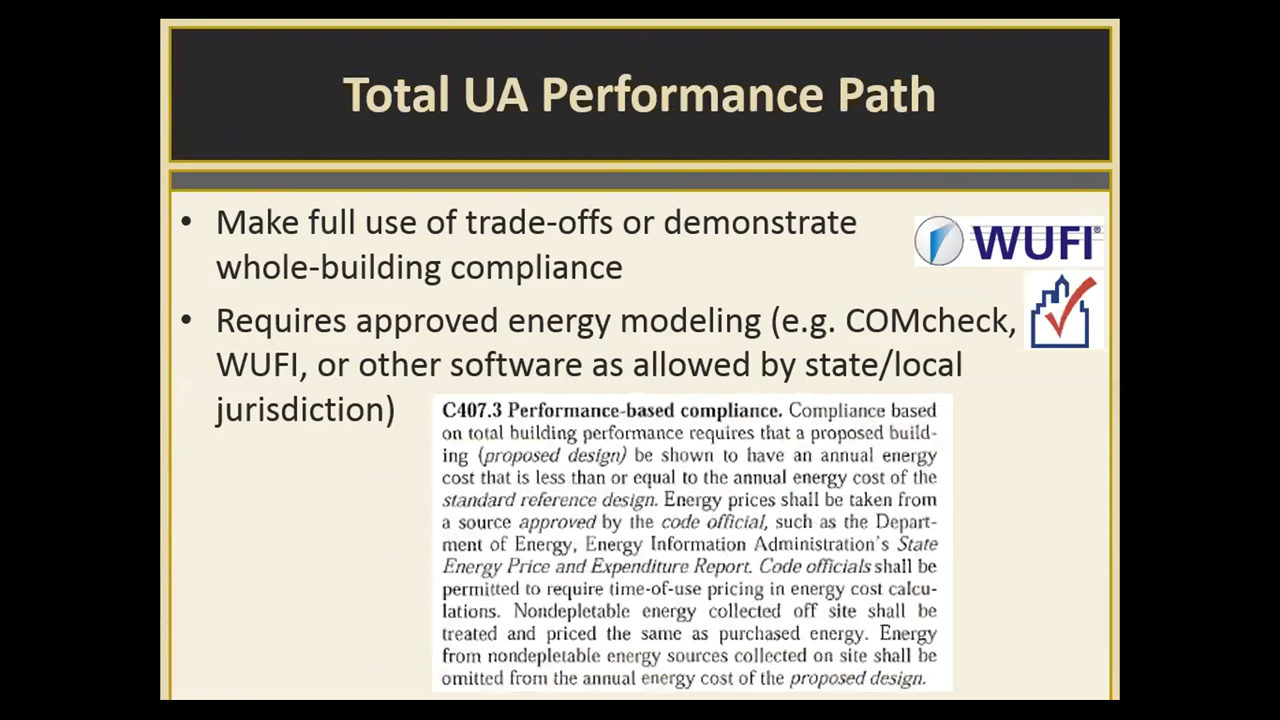 Total UA Performance Path
• Make full use of trade-offs or demonstrate
whole-building compliance
WUFI®
• Requires approved energy modeling (e.g. COMcheck,
WUFI, or other software as allowed by state/local
jurisdiction)
C407.3 Performance-based compliance. Compliance based
on total building performance requires that a proposed build-
ing (proposed design) be shown to have an annual energy
cost that is less than or equal to the annual energy cost of the
standard reference design. Energy prices shall be taken from
a source approved by the code official, such as the Depart-
ment of Energy, Energy Information Administration's State
Energy Price and Expenditure Report. Code officials shall be
permitted to require time-of-use pricing in energy cost calcu-
lations. Nondepletable energy collected off site shall be
treated and priced the same as purchased energy. Energy
from nondepletable energy sources collected on site shall be
omitted from the annual energy cost of the proposed design.